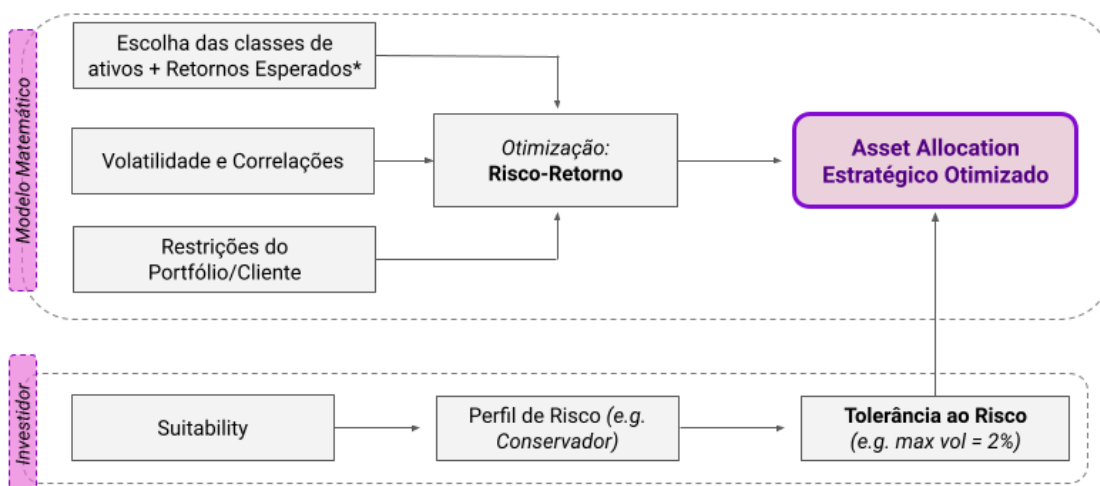 Modelo Matemático
Escolha das classes de
ativos + Retornos Esperados*
Volatilidade e Correlações
Restrições do
Portfólio/Cliente
Otimização:
Risco-Retorno
Asset Allocation
Estratégico Otimizado
Investidor
Suitability
Perfil de Risco (e.g.
Conservador)
Tolerância ao Risco
(e.g. max vol = 2%)